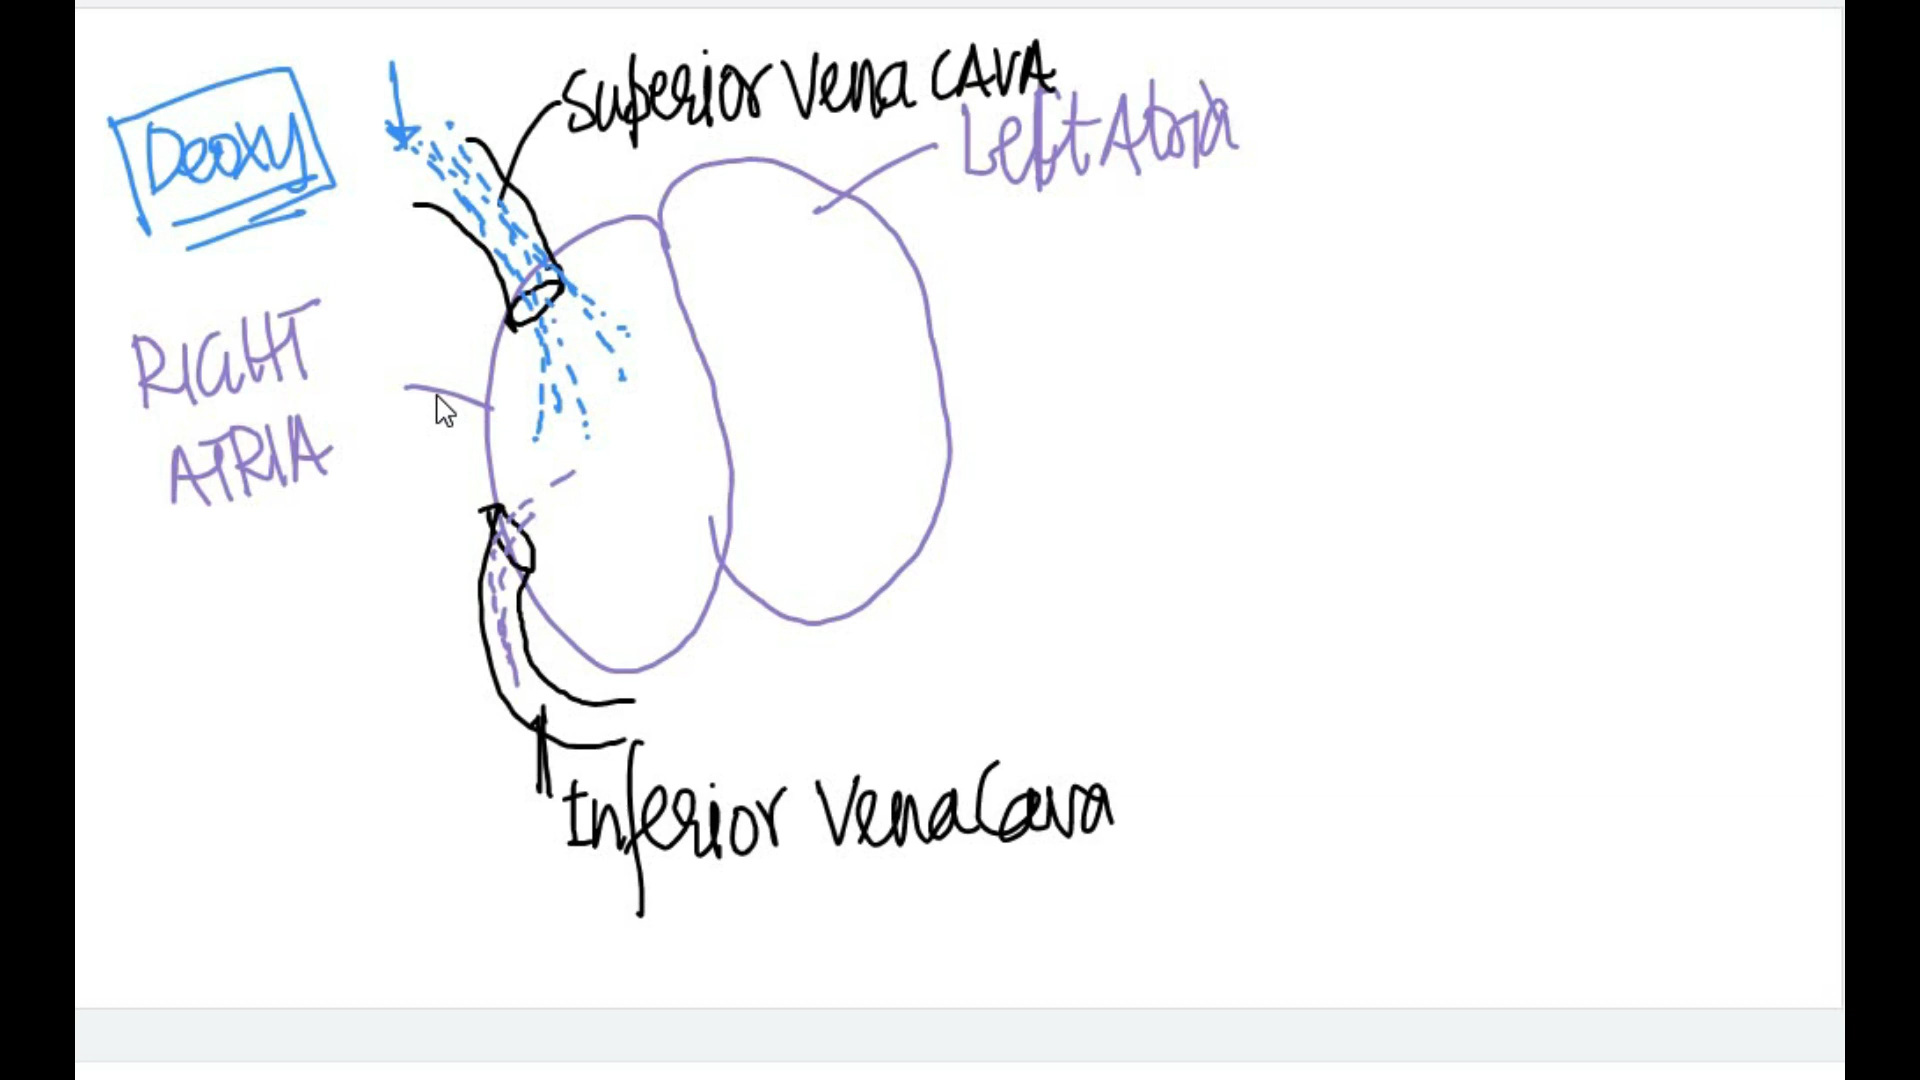 Superior Vena CAVA
Left Atria
Deoxy
RIGHT
ATRIA
Inferior Vena Cava